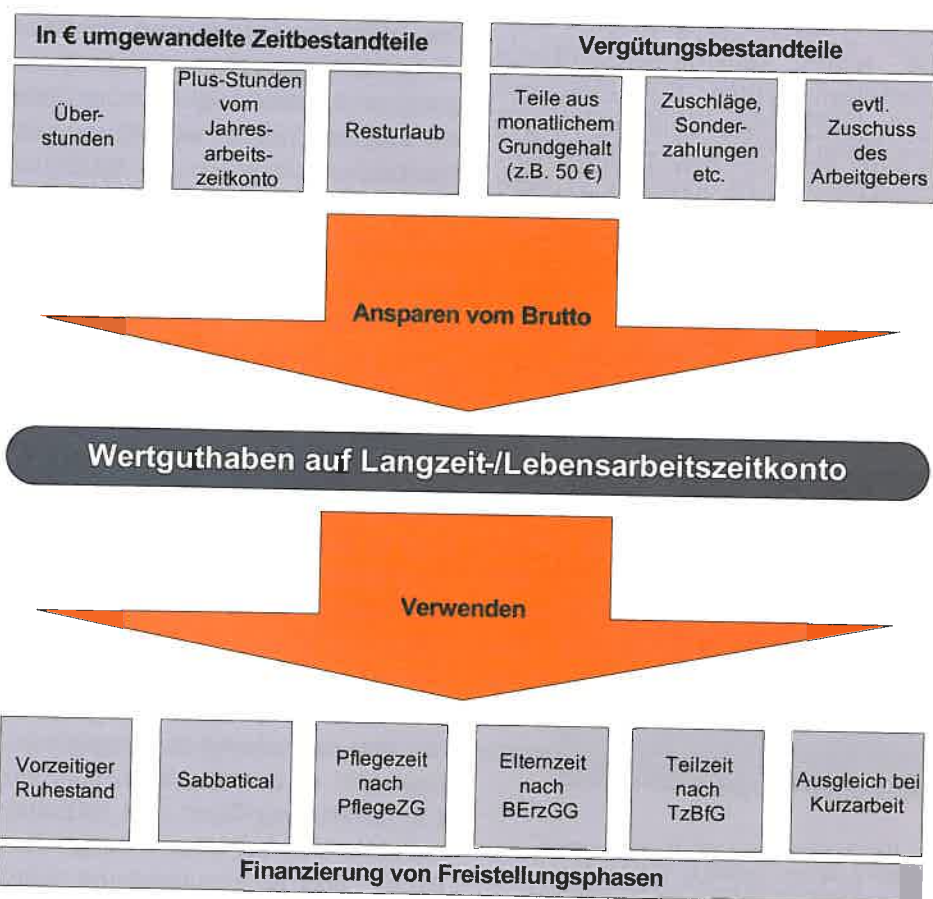 In € umgewandelte Zeitbestandteile
Vergütungsbestandteile
Über-
stunden
Plus-Stunden
vom
Jahres-
arbeits-
zeitkonto
Resturlaub
Teile aus
monatlichem
Grundgehalt
(z.B. 50 €)
Zuschläge,
Sonder-
zahlungen
etc.
evtl.
Zuschuss
des
Arbeitgebers
Ansparen vom Brutto
Wertguthaben auf Langzeit-/Lebensarbeitszeitkonto
Verwenden
Vorzeitiger
Ruhestand
Sabbatical
Pflegezeit
nach
PflegeZG
Elternzeit
nach
BErzGG
Teilzeit
nach
TzBfG
Ausgleich bei
Kurzarbeit
Finanzierung von Freistellungsphasen